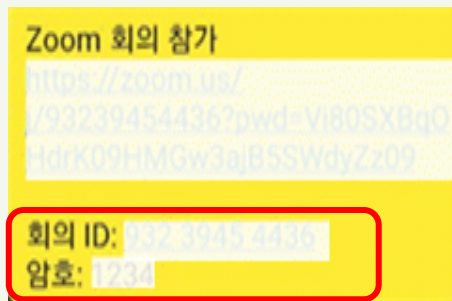 Zoom 회의 참가
https://zoom.us/
j/93239454436?pwd=Vi80SXBqO
HdrK09HMGw3ajB5SWdyZz09
회의 ID: 932 3945 4436
암호: 1234